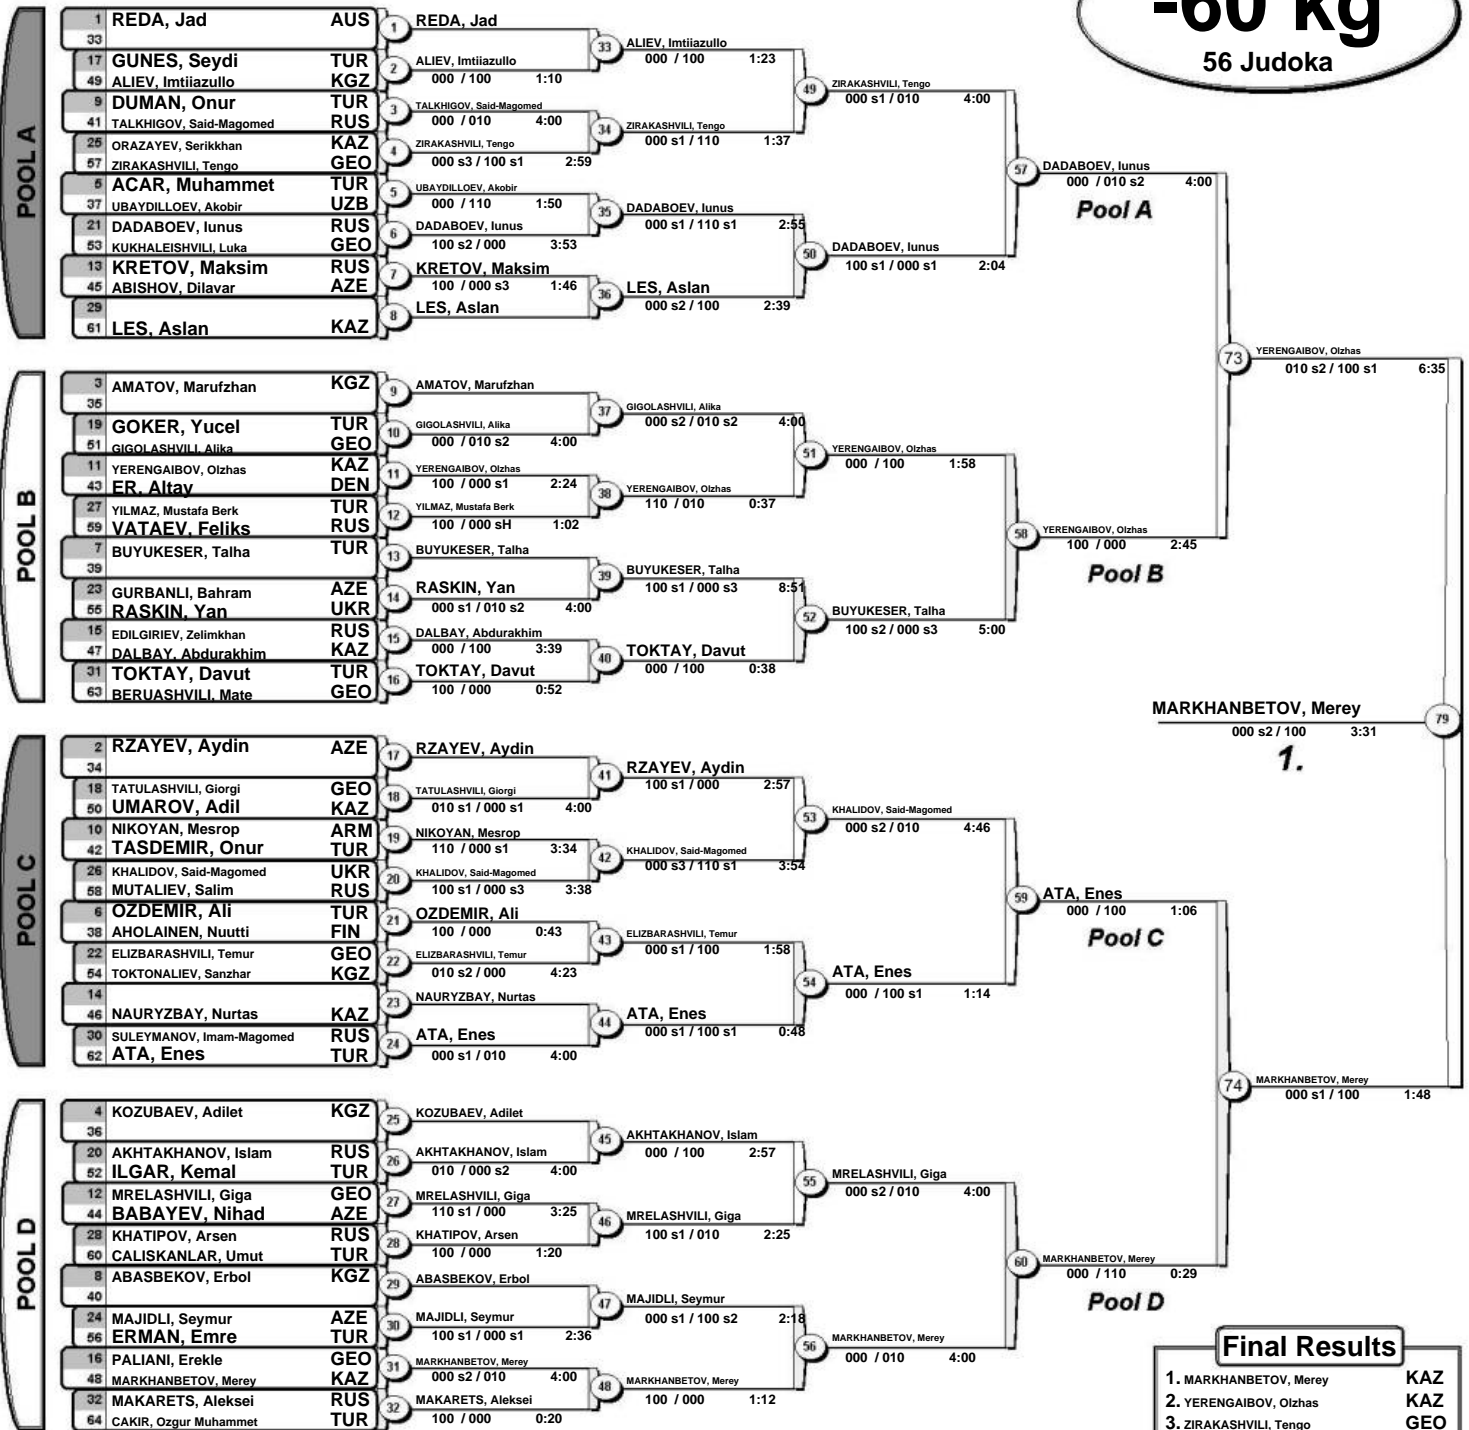 -60 kg
56 Judoka
POOL A
1 REDA, Jad AUS
33
17 GUNES, Seydi TUR
49 ALIEV, Imtiiazullo KGZ
9 DUMAN, Onur TUR
41 TALKHIGOV, Said-Magomed RUS
25 ORAZAYEV, Serikkhan KAZ
57 ZIRAKASHVILI, Tengo GEO
5 ACAR, Muhammet TUR
37 UBAYDILLOEV, Akobir UZB
21 DADABOEV, Iunus RUS
53 KUKHALEISHVILI, Luka GEO
13 KRETOV, Maksim RUS
45 ABISHOV, Dilavar AZE
29
61 LES, Aslan KAZ
1 REDA, Jad
2 ALIEV, Imtiiazullo
000 / 100 1:10
3 TALKHIGOV, Said-Magomed
000 / 010 4:00
4 ZIRAKASHVILI, Tengo
000 s3 / 100 s1 2:59
5 UBAYDILLOEV, Akobir
000 / 110 1:50
6 DADABOEV, Iunus
100 s2 / 000 3:53
7 KRETOV, Maksim
100 / 000 s3 1:46
8 LES, Aslan
33 ALIEV, Imtiiazullo
000 / 100 1:23
34 ZIRAKASHVILI, Tengo
000 s1 / 110 1:37
35 DADABOEV, Iunus
000 s1 / 110 s1 2:55
36 LES, Aslan
000 s2 / 100 2:39
49 ZIRAKASHVILI, Tengo
000 s1 / 010 4:00
50 DADABOEV, Iunus
100 s1 / 000 s1 2:04
57 DADABOEV, Iunus
000 / 010 s2 4:00
Pool A
POOL B
3 AMATOV, Marufzhan KGZ
35
19 GOKER, Yucel TUR
51 GIGOLASHVILI, Alika GEO
11 YERENGAIBOV, Olzhas KAZ
43 ER, Altay DEN
27 YILMAZ, Mustafa Berk TUR
59 VATAEV, Feliks RUS
7 BUYUKESER, Talha TUR
39
23 GURBANLI, Bahram AZE
55 RASKIN, Yan UKR
15 EDILGIRIEV, Zelimkhan RUS
47 DALBAY, Abdurakhim KAZ
31 TOKTAY, Davut TUR
63 BERUASHVILI, Mate GEO
9 AMATOV, Marufzhan
10 GIGOLASHVILI, Alika
000 / 010 s2 4:00
11 YERENGAIBOV, Olzhas
100 / 000 s1 2:24
12 YILMAZ, Mustafa Berk
100 / 000 sH 1:02
13 BUYUKESER, Talha
14 RASKIN, Yan
000 s1 / 010 s2 4:00
15 DALBAY, Abdurakhim
000 / 100 3:39
16 TOKTAY, Davut
100 / 000 0:52
37 GIGOLASHVILI, Alika
000 s2 / 010 s2 4:00
38 YERENGAIBOV, Olzhas
110 / 010 0:37
39 BUYUKESER, Talha
100 s1 / 000 s3 8:51
40 TOKTAY, Davut
000 / 100 0:38
51 YERENGAIBOV, Olzhas
000 / 100 1:58
52 BUYUKESER, Talha
100 s2 / 000 s3 5:00
58 YERENGAIBOV, Olzhas
100 / 000 2:45
Pool B
73 YERENGAIBOV, Olzhas
010 s2 / 100 s1 6:35
MARKHANBETOV, Merey 79
000 s2 / 100 3:31
1.
POOL C
2 RZAYEV, Aydin AZE
34
18 TATULASHVILI, Giorgi GEO
50 UMAROV, Adil KAZ
10 NIKOYAN, Mesrop ARM
42 TASDEMIR, Onur TUR
26 KHALIDOV, Said-Magomed UKR
58 MUTALIEV, Salim RUS
6 OZDEMIR, Ali TUR
38 AHOLAINEN, Nuutti FIN
22 ELIZBARASHVILI, Temur GEO
54 TOKTONALIEV, Sanzhar KGZ
14
46 NAURYZBAY, Nurtas KAZ
30 SULEYMANOV, Imam-Magomed RUS
62 ATA, Enes TUR
17 RZAYEV, Aydin
18 TATULASHVILI, Giorgi
010 s1 / 000 s1 4:00
19 NIKOYAN, Mesrop
110 / 000 s1 3:34
20 KHALIDOV, Said-Magomed
100 s1 / 000 s3 3:38
21 OZDEMIR, Ali
100 / 000 0:43
22 ELIZBARASHVILI, Temur
010 s2 / 000 4:23
23 NAURYZBAY, Nurtas
24 ATA, Enes
000 s1 / 010 4:00
41 RZAYEV, Aydin
100 s1 / 000 2:57
42 KHALIDOV, Said-Magomed
000 s3 / 110 s1 3:54
43 ELIZBARASHVILI, Temur
000 s1 / 100 1:58
44 ATA, Enes
000 s1 / 100 s1 0:48
53 KHALIDOV, Said-Magomed
000 s2 / 010 4:46
54 ATA, Enes
000 / 100 s1 1:14
59 ATA, Enes
000 / 100 1:06
Pool C
POOL D
4 KOZUBAEV, Adilet KGZ
36
20 AKHTAKHANOV, Islam RUS
52 ILGAR, Kemal TUR
12 MRELASHVILI, Giga GEO
44 BABAYEV, Nihad AZE
28 KHATIPOV, Arsen RUS
60 CALISKANLAR, Umut TUR
8 ABASBEKOV, Erbol KGZ
40
24 MAJIDLI, Seymur AZE
56 ERMAN, Emre TUR
16 PALIANI, Erekle GEO
48 MARKHANBETOV, Merey KAZ
32 MAKARETS, Aleksei RUS
64 CAKIR, Ozgur Muhammet TUR
25 KOZUBAEV, Adilet
26 AKHTAKHANOV, Islam
010 / 000 s2 4:00
27 MRELASHVILI, Giga
110 s1 / 000 3:25
28 KHATIPOV, Arsen
100 / 000 1:20
29 ABASBEKOV, Erbol
30 MAJIDLI, Seymur
100 s1 / 000 s1 2:36
31 MARKHANBETOV, Merey
000 s2 / 010 4:00
32 MAKARETS, Aleksei
100 / 000 0:20
45 AKHTAKHANOV, Islam
000 / 100 2:57
46 MRELASHVILI, Giga
100 s1 / 010 2:25
47 MAJIDLI, Seymur
000 s1 / 100 s2 2:18
48 MARKHANBETOV, Merey
100 / 000 1:12
55 MRELASHVILI, Giga
000 s2 / 010 4:00
56 MARKHANBETOV, Merey
000 / 010 4:00
60 MARKHANBETOV, Merey
000 / 110 0:29
Pool D
74 MARKHANBETOV, Merey
000 s1 / 100 1:48
Final Results
1. MARKHANBETOV, Merey KAZ
2. YERENGAIBOV, Olzhas KAZ
3. ZIRAKASHVILI, Tengo GEO